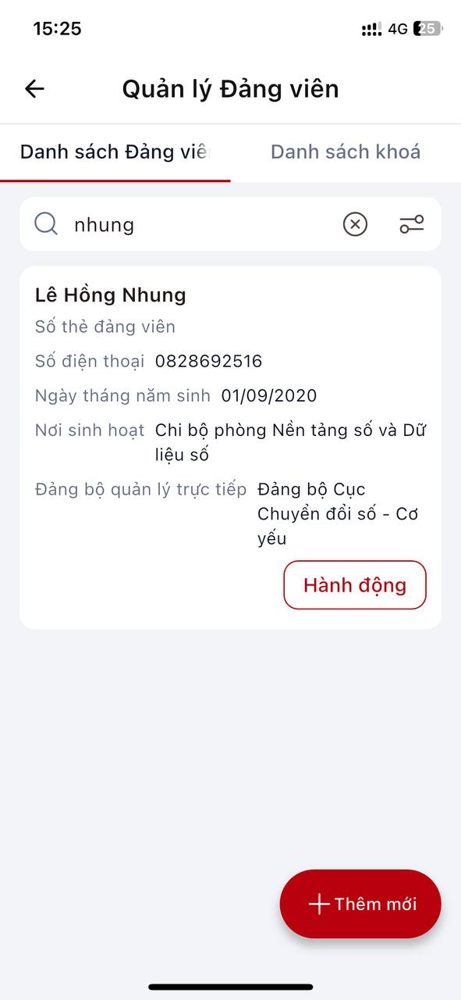 15:25
4G 25
Quản lý Đảng viên
Danh sách Đảng viê
Danh sách khoá
nhung
Lê Hồng Nhung
Số thẻ đảng viên
Số điện thoại 0828692516
Ngày tháng năm sinh 01/09/2020
Nơi sinh hoạt Chi bộ phòng Nền tảng số và Dữ
liệu số
Đảng bộ quản lý trực tiếp Đảng bộ Cục
Chuyển đổi số - Cơ
yếu
Hành động
Thêm mới